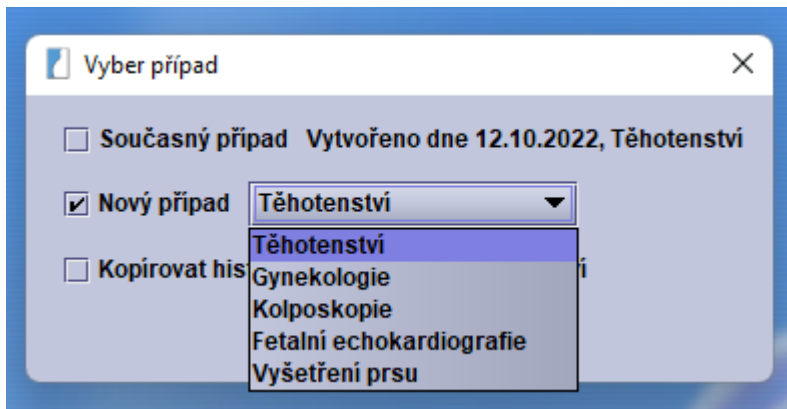 Vyber případ
Současný případ Vytvořeno dne 12.10.2022, Těhotenství
Nový případ Těhotenství
Těhotenství
Kopírovat his
Gynekologie
Kolposkopie
Fetalní echokardiografie
Vyšetření prsu